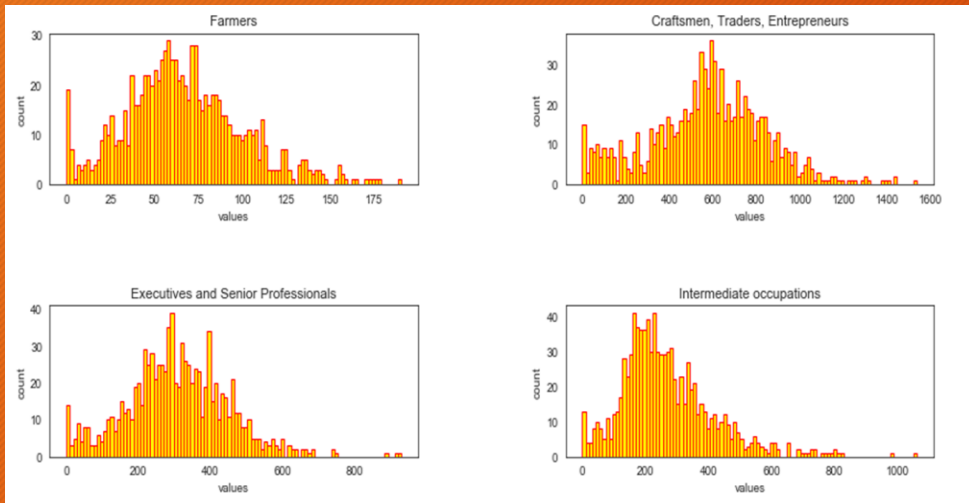 Farmers
30
20
10
0
count
0 25 50 75 100 125 150 175
values
Craftsmen, Traders, Entrepreneurs
30
20
10
0
count
0 200 400 600 800 1000 1200 1400 1600
values
Executives and Senior Professionals
40
30
20
10
0
count
0 200 400 600 800
values
Intermediate occupations
40
30
20
10
0
count
0 200 400 600 800 1000
values